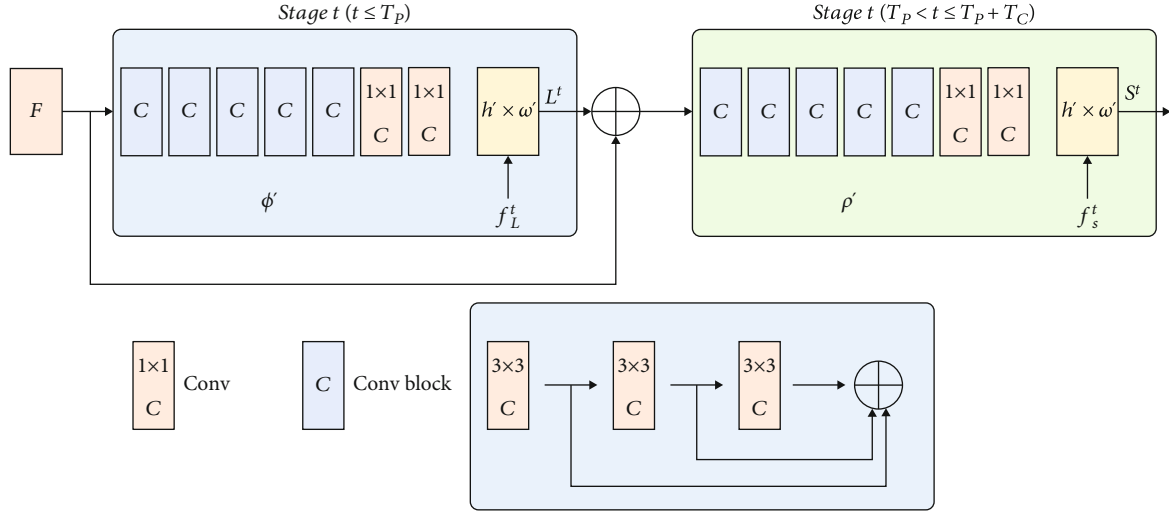 Stage t (t ≤ T_P)
Stage t (T_P < t ≤ T_P + T_C)
F
C C C C C 1×1 C 1×1 C
h′ × ω′
L^t
C C C C C 1×1 C 1×1 C
h′ × ω′
S^t
ϕ′
f_L^t
ρ′
f_s^t
1×1
C
Conv
C
Conv block
3×3
C
3×3
C
3×3
C